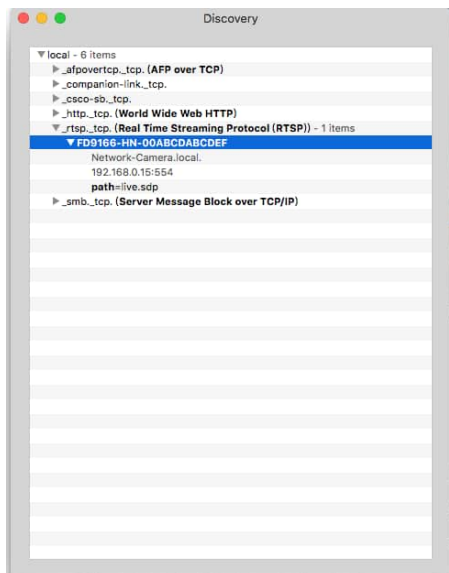 Discovery
local - 6 items
_afpovertcp._tcp. (AFP over TCP)
_companion-link._tcp.
_csco-sb._tcp.
_http._tcp. (World Wide Web HTTP)
_rtsp._tcp. (Real Time Streaming Protocol (RTSP)) - 1 items
FD9166-HN-00ABCDABCDEF
Network-Camera.local.
192.168.0.15:554
path=live.sdp
_smb._tcp. (Server Message Block over TCP/IP)